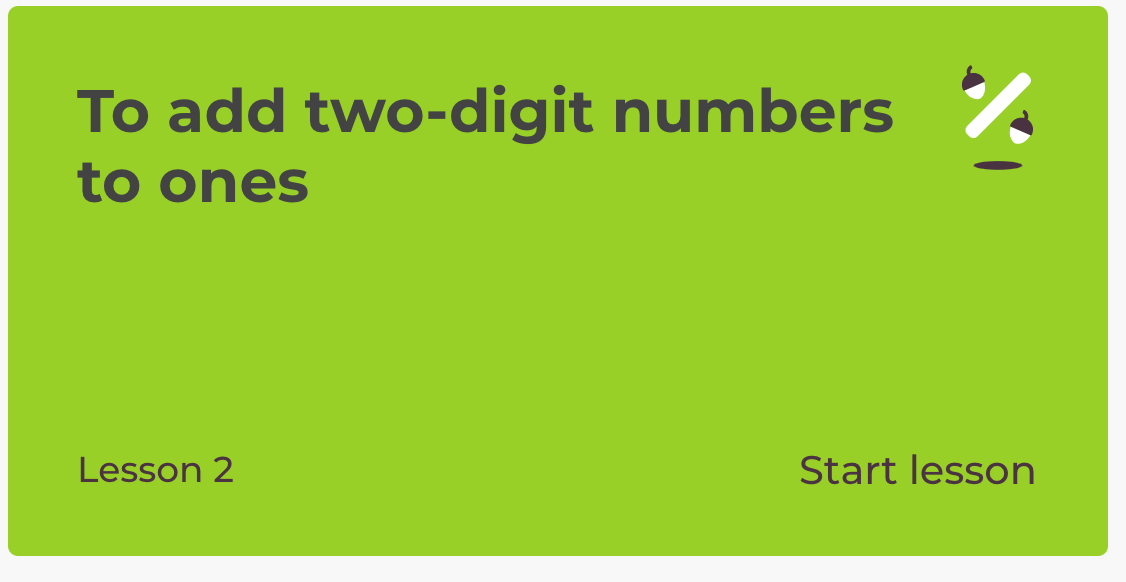 To add two-digit numbers
to ones
Lesson 2
Start lesson